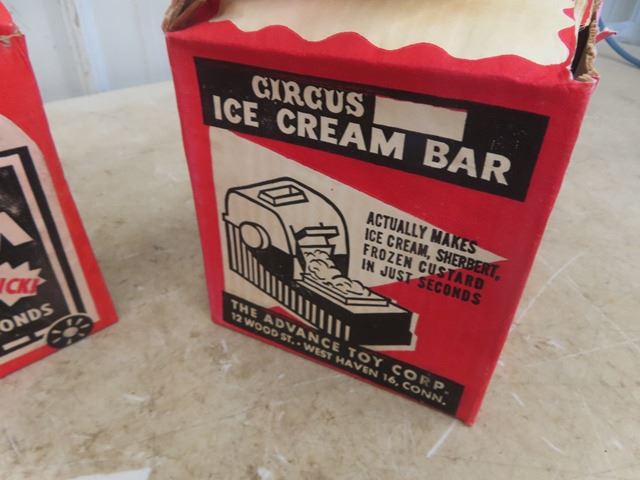 CIRCUS
ICE CREAM BAR
ACTUALLY MAKES
ICE CREAM, SHERBERT,
FROZEN CUSTARD
IN JUST SECONDS
THE ADVANCE TOY CORP.
12 WOOD ST. • WEST HAVEN 16, CONN.